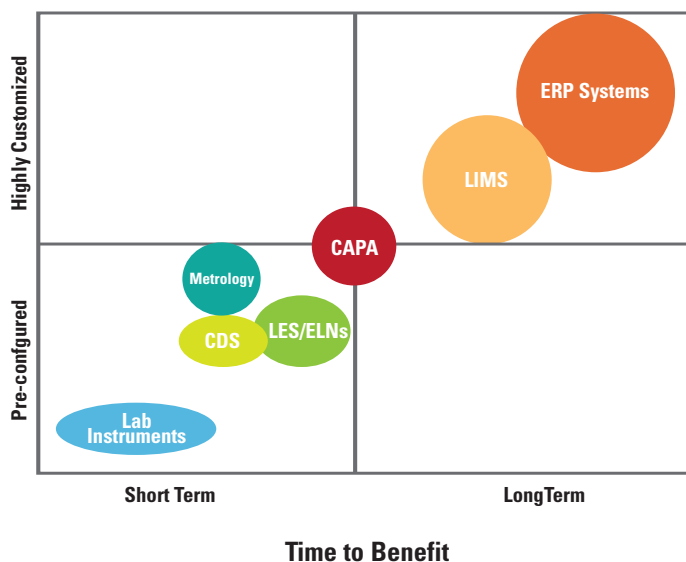 Highly Customized
ERP Systems
LIMS
CAPA
Pre-confgured
Metrology
LES/ELNs
CDS
Lab
Instruments
Short Term
LongTerm
Time to Benefit